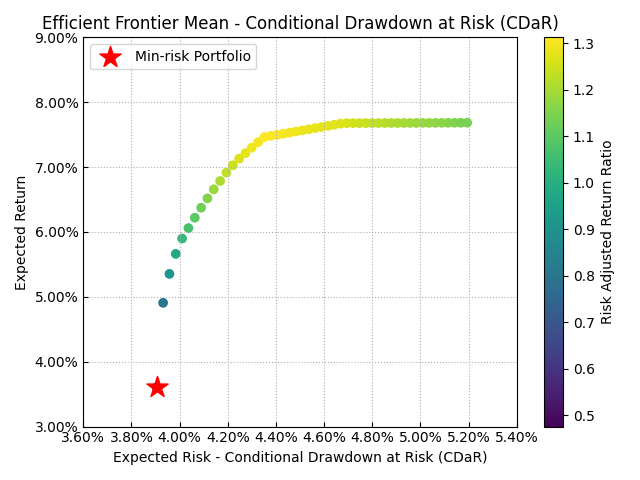 Efficient Frontier Mean - Conditional Drawdown at Risk (CDaR)
Min-risk Portfolio
9.00%
8.00%
7.00%
6.00%
5.00%
4.00%
3.00%
Expected Return
3.60% 3.80% 4.00% 4.20% 4.40% 4.60% 4.80% 5.00% 5.20% 5.40%
Expected Risk - Conditional Drawdown at Risk (CDaR)
1.3
1.2
1.1
1.0
0.9
0.8
0.7
0.6
0.5
Risk Adjusted Return Ratio